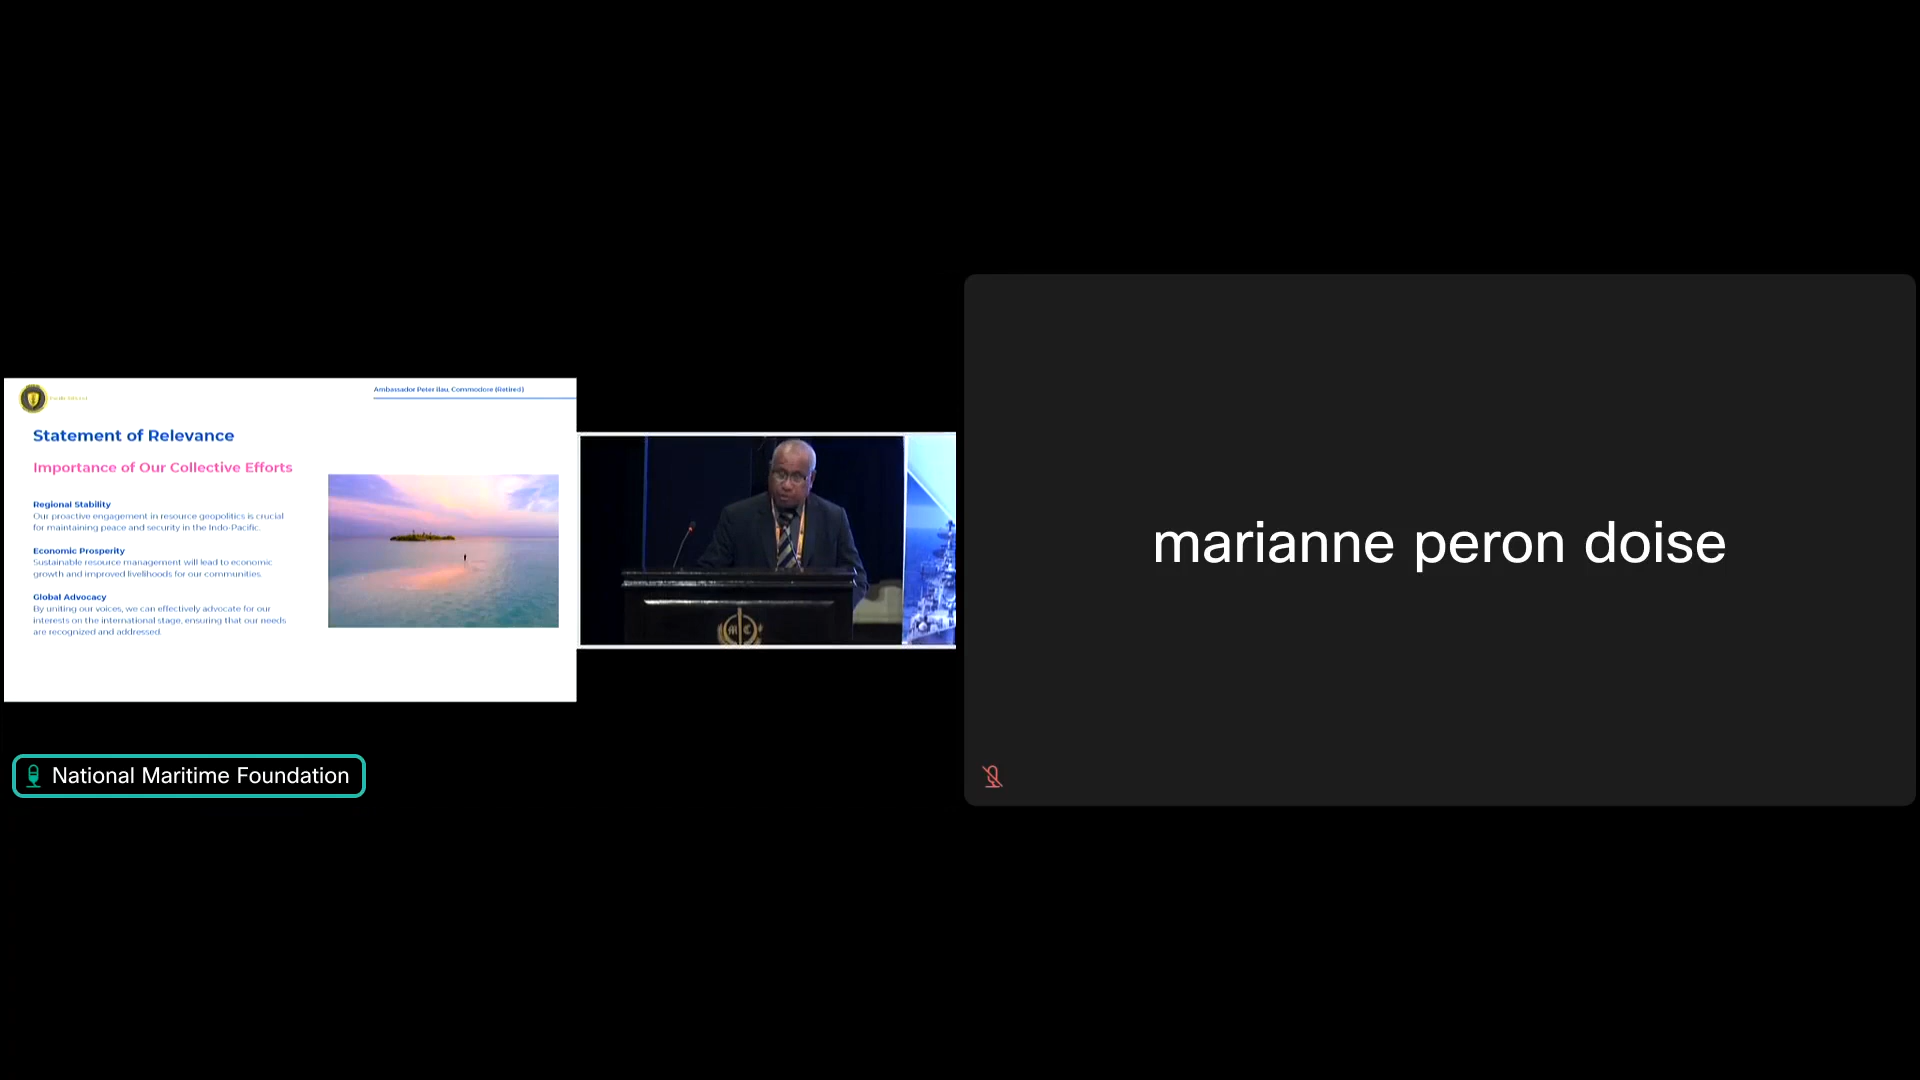 Ambassador Peter Ilau, Commodore (Retired)
Statement of Relevance
Importance of Our Collective Efforts
Regional Stability
Our proactive engagement in resource geopolitics is crucial
for maintaining peace and security in the Indo-Pacific.
Economic Prosperity
Sustainable resource management will lead to economic
growth and improved livelihoods for our communities.
Global Advocacy
By uniting our voices, we can effectively advocate for our
interests on the international stage, ensuring that our needs
are recognized and addressed.
National Maritime Foundation
marianne peron doise